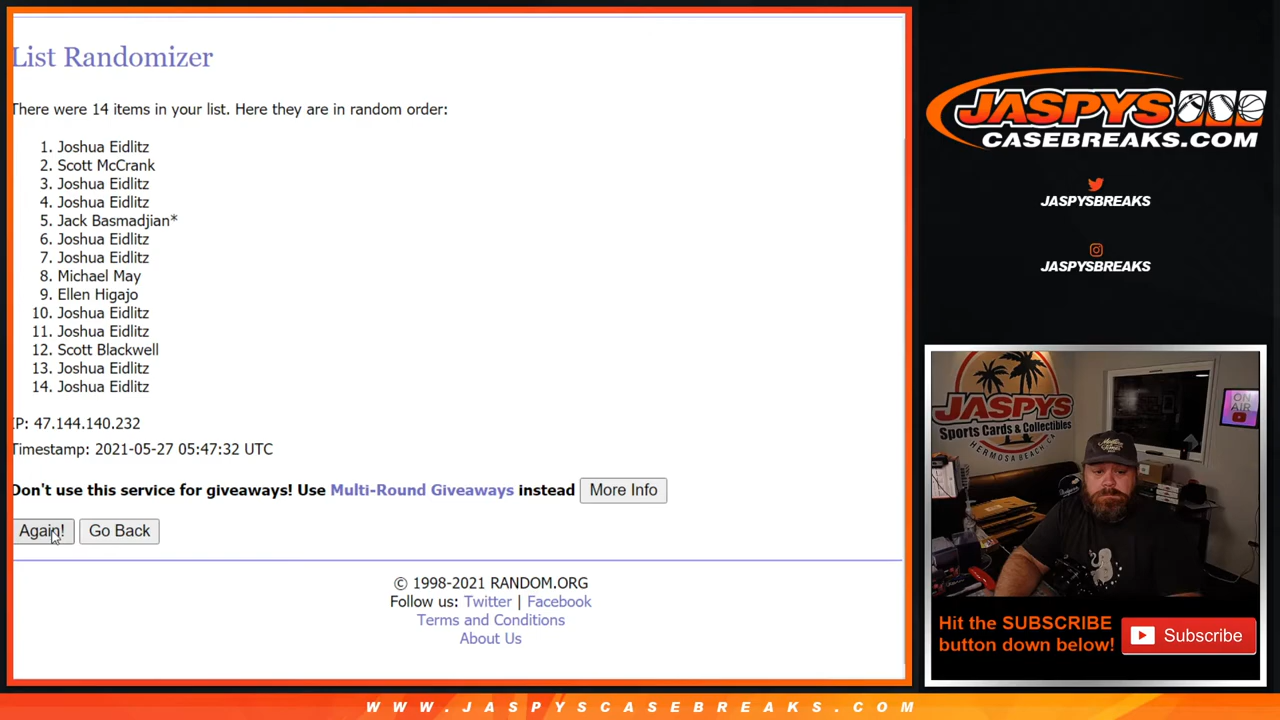 List Randomizer
There were 14 items in your list. Here they are in random order:
1. Joshua Eidlitz
2. Scott McCrank
3. Joshua Eidlitz
4. Joshua Eidlitz
5. Jack Basmadjian*
6. Joshua Eidlitz
7. Joshua Eidlitz
8. Michael May
9. Ellen Higajo
10. Joshua Eidlitz
11. Joshua Eidlitz
12. Scott Blackwell
13. Joshua Eidlitz
14. Joshua Eidlitz
IP: 47.144.140.232
Timestamp: 2021-05-27 05:47:32 UTC
Don't use this service for giveaways! Use Multi-Round Giveaways instead More Info
Again! Go Back
© 1998-2021 RANDOM.ORG
Follow us: Twitter | Facebook
Terms and Conditions
About Us
JASPYS
CASEBREAKS.COM
JASPYSBREAKS
JASPYSBREAKS
JASPYS
Sports Cards & Collectibles
HERMOSA BEACH, CA
ON
AIR
Hit the SUBSCRIBE
button down below!
Subscribe
WWW.JASPYSCASEBREAKS.COM